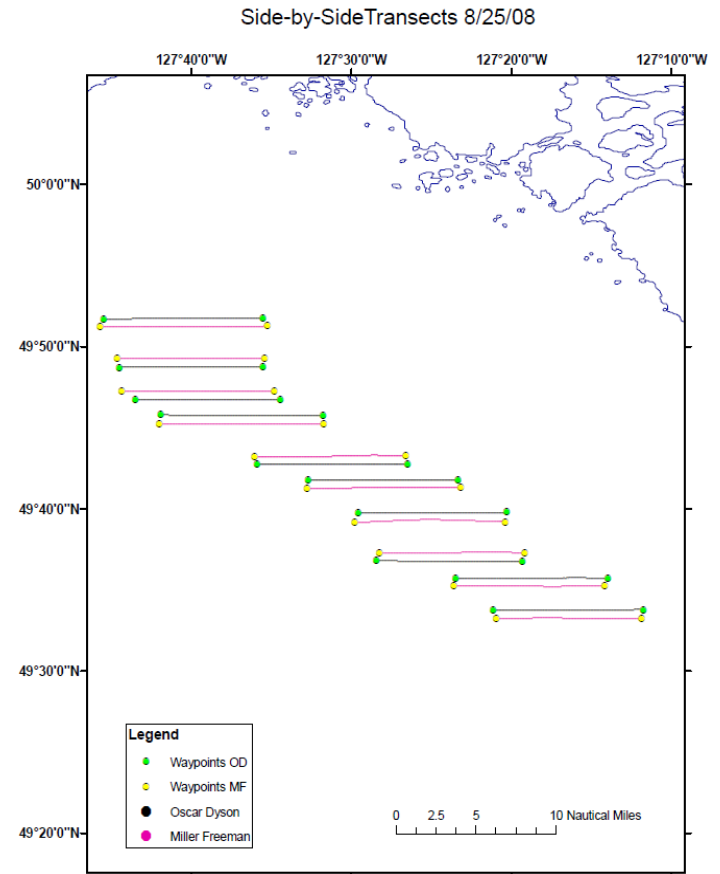 Side-by-SideTransects 8/25/08
127°40'0"W 127°30'0"W 127°20'0"W 127°10'0"W
50°0'0"N
49°50'0"N
49°40'0"N
49°30'0"N
49°20'0"N
Legend
Waypoints OD
Waypoints MF
Oscar Dyson
Miller Freeman
0 2.5 5 10 Nautical Miles